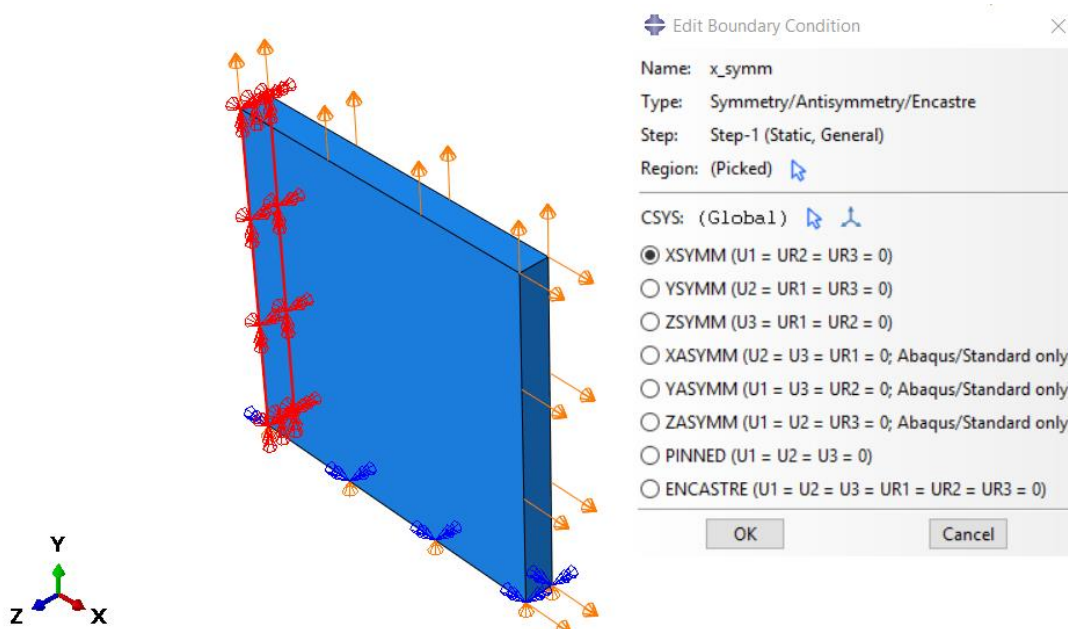 Edit Boundary Condition
Name: x_symm
Type: Symmetry/Antisymmetry/Encastre
Step: Step-1 (Static, General)
Region: (Picked)
CSYS: (Global)
XSYMM (U1 = UR2 = UR3 = 0)
YSYMM (U2 = UR1 = UR3 = 0)
ZSYMM (U3 = UR1 = UR2 = 0)
XASYMM (U2 = U3 = UR1 = 0; Abaqus/Standard only
YASYMM (U1 = U3 = UR2 = 0; Abaqus/Standard only
ZASYMM (U1 = U2 = UR3 = 0; Abaqus/Standard only
PINNED (U1 = U2 = U3 = 0)
ENCASTRE (U1 = U2 = U3 = UR1 = UR2 = UR3 = 0)
OK Cancel
Y
Z X